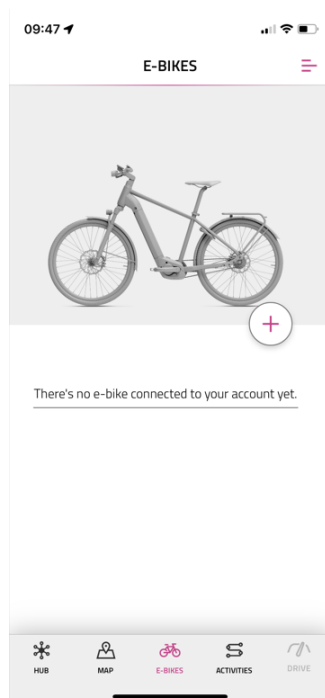 09:47
E-BIKES
There's no e-bike connected to your account yet.
HUB MAP E-BIKES ACTIVITIES DRIVE